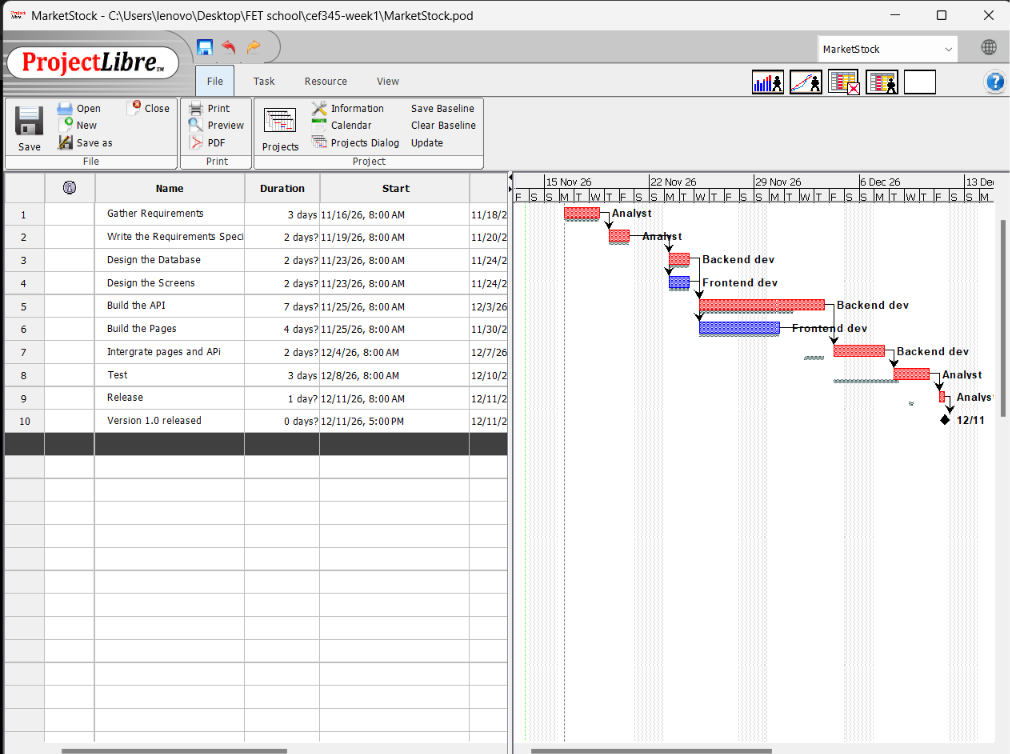 MarketStock - C:\Users\lenovo\Desktop\FET school\cef345-week1\MarketStock.pod
ProjectLibre TM
MarketStock
File Task Resource View
Save
Open
New
Save as
Close
File
Print
Preview
PDF
Print
Projects
Information
Calendar
Projects Dialog
Save Baseline
Clear Baseline
Update
Project
Name Duration Start
1 Gather Requirements 3 days 11/16/26, 8:00 AM 11/18/2
2 Write the Requirements Speci 2 days? 11/19/26, 8:00 AM 11/20/2
3 Design the Database 2 days? 11/23/26, 8:00 AM 11/24/2
4 Design the Screens 2 days? 11/23/26, 8:00 AM 11/24/2
5 Build the API 7 days? 11/25/26, 8:00 AM 12/3/26
6 Build the Pages 4 days? 11/25/26, 8:00 AM 11/30/2
7 Intergrate pages and APi 2 days? 12/4/26, 8:00 AM 12/7/26
8 Test 3 days 12/8/26, 8:00 AM 12/10/2
9 Release 1 day? 12/11/26, 8:00 AM 12/11/2
10 Version 1.0 released 0 days? 12/11/26, 5:00 PM 12/11/2
15 Nov 26 22 Nov 26 29 Nov 26 6 Dec 26 13 Dec
F S S M T W T F S S M T W T F S S M T W T F S S M T W T F S S M
Analyst
Analyst
Backend dev
Frontend dev
Backend dev
Frontend dev
Backend dev
Analyst
Analys
12/11